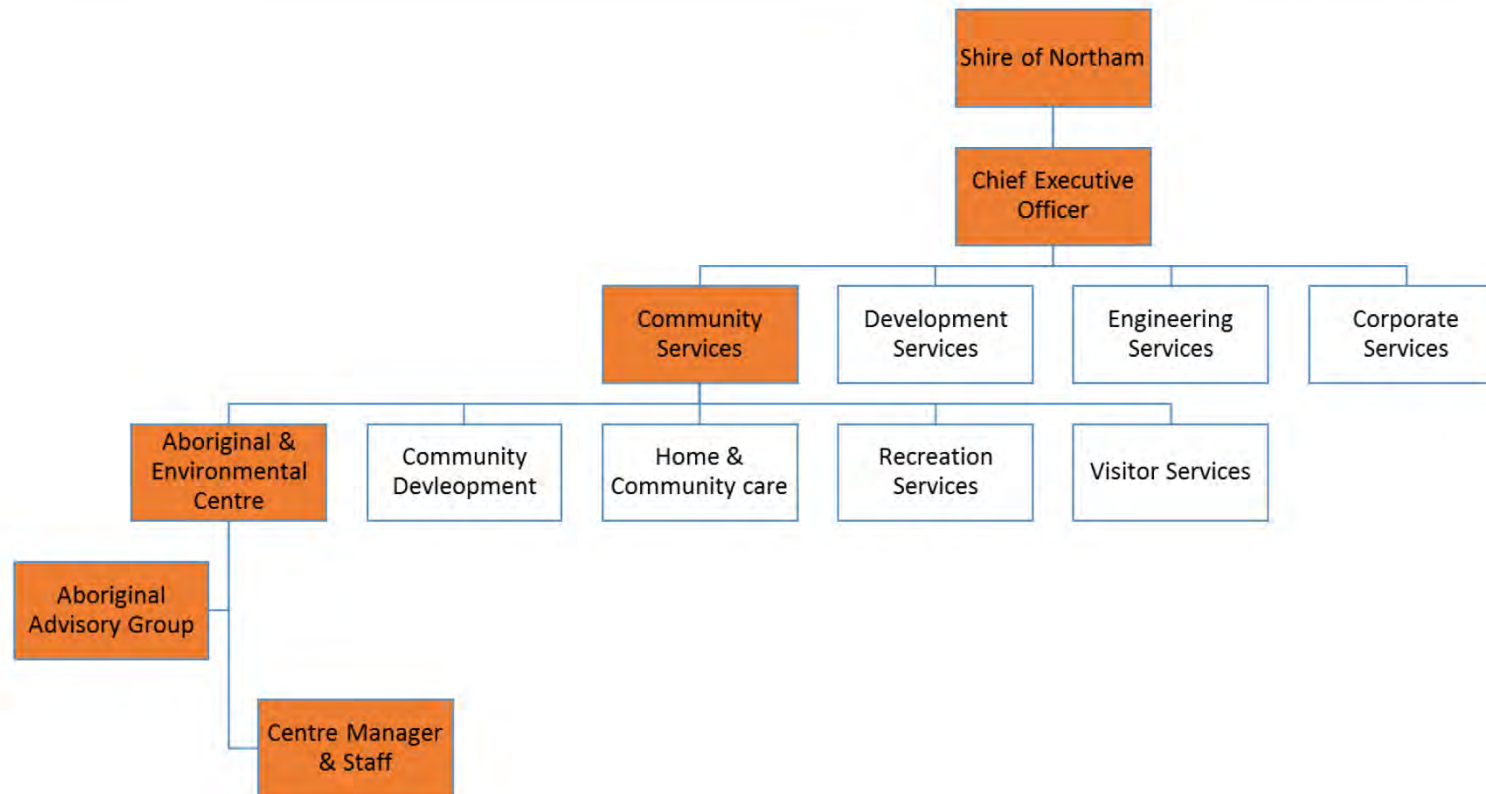 Shire of Northam
Chief Executive
Officer
Community
Services
Development
Services
Engineering
Services
Corporate
Services
Aboriginal &
Environmental
Centre
Community
Devleopment
Home &
Community care
Recreation
Services
Visitor Services
Aboriginal
Advisory Group
Centre Manager
& Staff